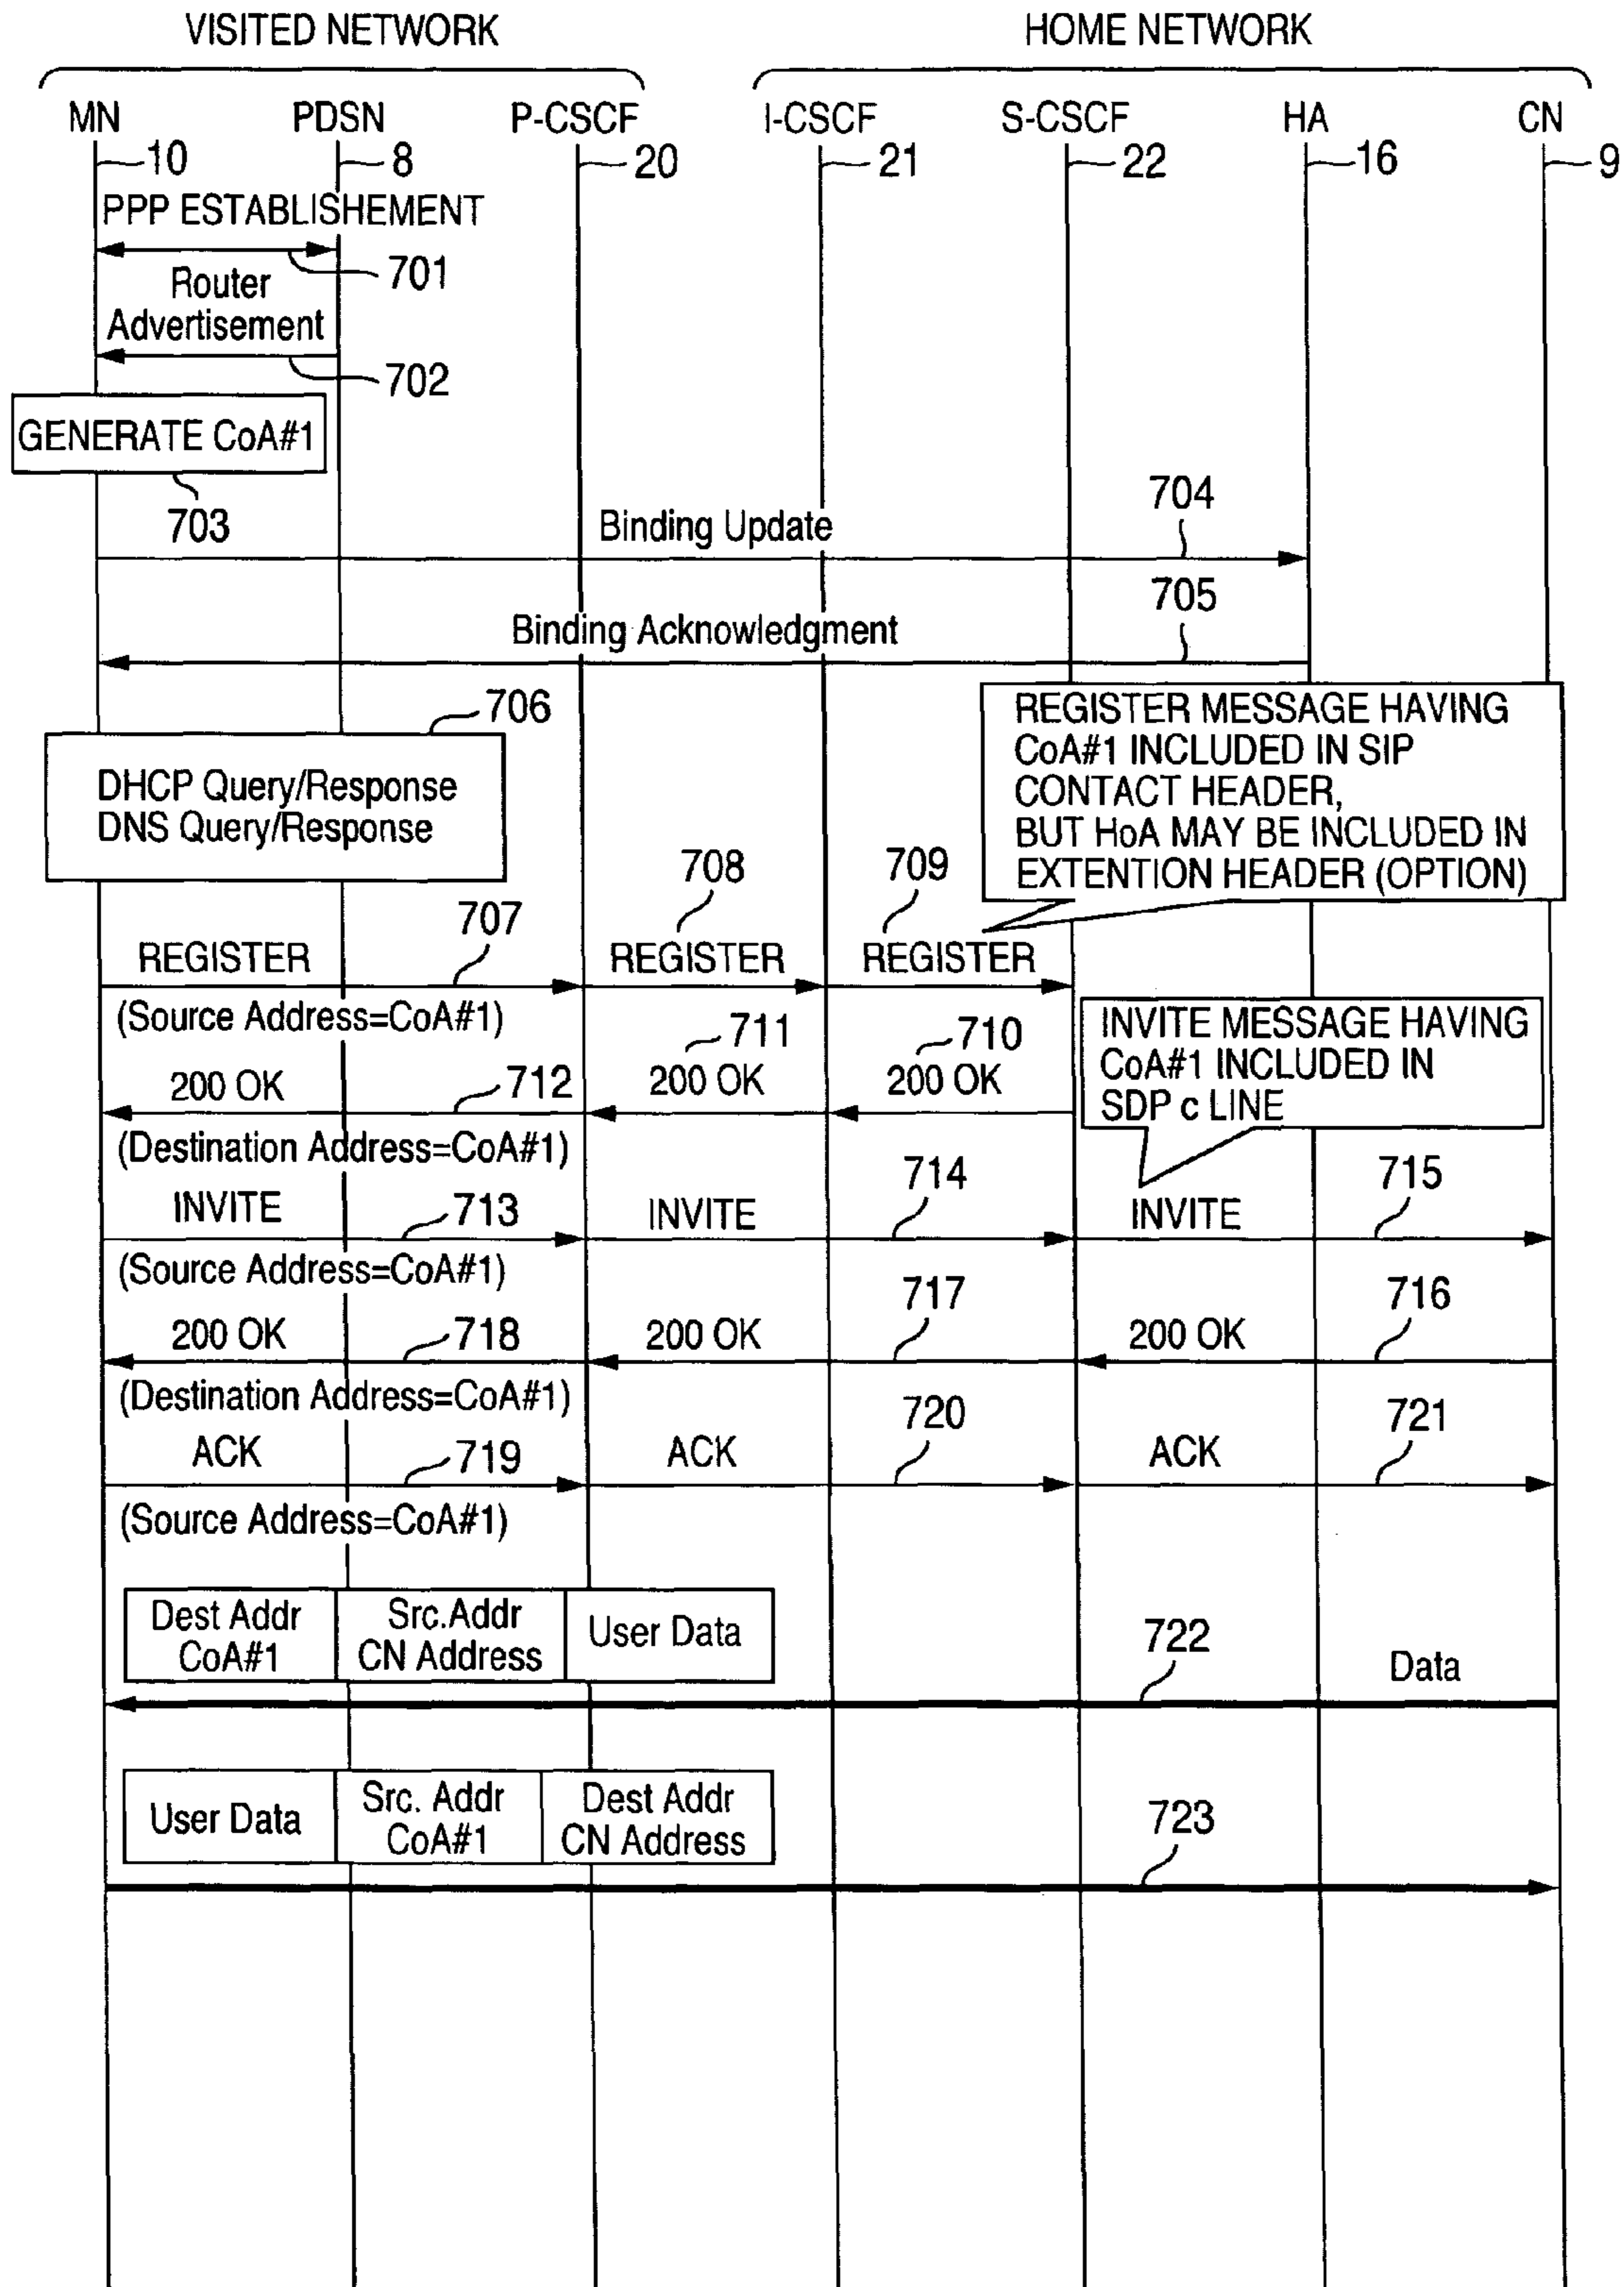 VISITED NETWORK
HOME NETWORK
MN
PDSN
P-CSCF
I-CSCF
S-CSCF
HA
CN
10
8
20
21
22
16
9
PPP ESTABLISHEMENT
701
Router
Advertisement
702
GENERATE CoA#1
703
704
Binding Update
705
Binding Acknowledgment
706
DHCP Query/Response
DNS Query/Response
REGISTER MESSAGE HAVING
CoA#1 INCLUDED IN SIP
CONTACT HEADER,
BUT HoA MAY BE INCLUDED IN
EXTENTION HEADER (OPTION)
707
708
709
REGISTER
REGISTER
REGISTER
(Source Address=CoA#1)
INVITE MESSAGE HAVING
CoA#1 INCLUDED IN
SDP c LINE
711
710
200 OK
712
200 OK
200 OK
(Destination Address=CoA#1)
714
715
INVITE
713
INVITE
INVITE
(Source Address=CoA#1)
717
716
200 OK
718
200 OK
200 OK
(Destination Address=CoA#1)
720
721
ACK
719
ACK
ACK
(Source Address=CoA#1)
Dest Addr
CoA#1
Src.Addr
CN Address
User Data
722
Data
User Data
Src. Addr
CoA#1
Dest Addr
CN Address
723